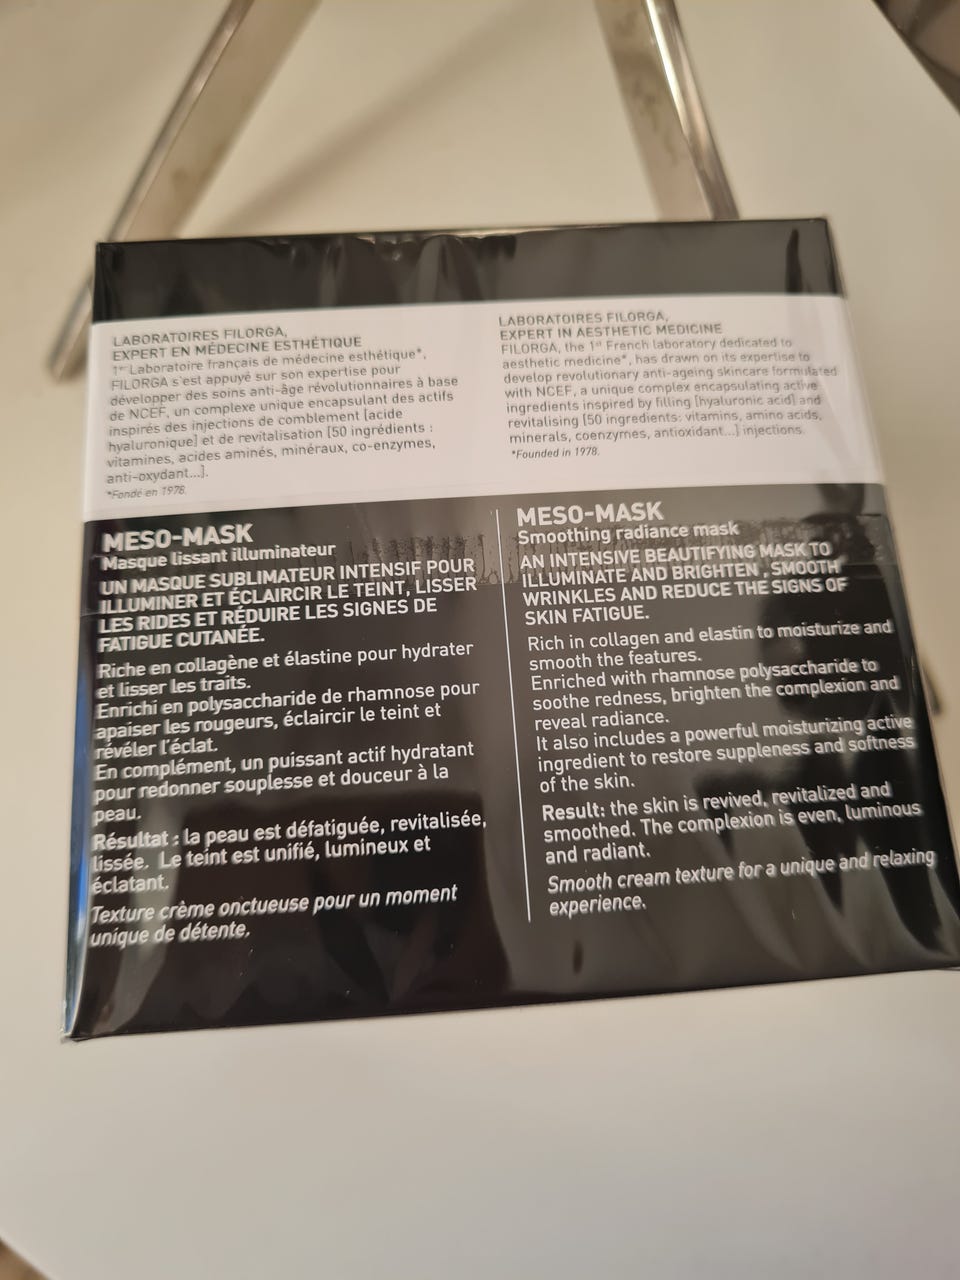 LABORATOIRES FILORGA,
EXPERT EN MÉDECINE ESTHÉTIQUE
1er Laboratoire français de médecine esthétique*,
FILORGA s'est appuyé sur son expertise pour
développer des soins anti-âge révolutionnaires à base
de NCEF, un complexe unique encapsulant des actifs
inspirés des injections de comblement [acide
hyaluronique] et de revitalisation [50 ingrédients :
vitamines, acides aminés, minéraux, co-enzymes,
anti-oxydant...].
*Fondé en 1978.
LABORATOIRES FILORGA,
EXPERT IN AESTHETIC MEDICINE
FILORGA, the 1st French laboratory dedicated to
aesthetic medicine*, has drawn on its expertise to
develop revolutionary anti-ageing skincare formulated
with NCEF, a unique complex encapsulating active
ingredients inspired by filling [hyaluronic acid] and
revitalising [50 ingredients: vitamins, amino acids,
minerals, coenzymes, antioxidant...] injections.
*Founded in 1978.
MESO-MASK
Masque lissant illuminateur
UN MASQUE SUBLIMATEUR INTENSIF POUR
ILLUMINER ET ÉCLAIRCIR LE TEINT, LISSER
LES RIDES ET RÉDUIRE LES SIGNES DE
FATIGUE CUTANÉE.
Riche en collagène et élastine pour hydrater
et lisser les traits.
Enrichi en polysaccharide de rhamnose pour
apaiser les rougeurs, éclaircir le teint et
révéler l'éclat.
En complément, un puissant actif hydratant
pour redonner souplesse et douceur à la
peau.
Résultat : la peau est défatiguée, revitalisée,
lissée. Le teint est unifié, lumineux et
éclatant.
Texture crème onctueuse pour un moment
unique de détente.
MESO-MASK
Smoothing radiance mask
AN INTENSIVE BEAUTIFYING MASK TO
ILLUMINATE AND BRIGHTEN , SMOOTH
WRINKLES AND REDUCE THE SIGNS OF
SKIN FATIGUE.
Rich in collagen and elastin to moisturize and
smooth the features.
Enriched with rhamnose polysaccharide to
soothe redness, brighten the complexion and
reveal radiance.
It also includes a powerful moisturizing active
ingredient to restore suppleness and softness
of the skin.
Result: the skin is revived, revitalized and
smoothed. The complexion is even, luminous
and radiant.
Smooth cream texture for a unique and relaxing
experience.